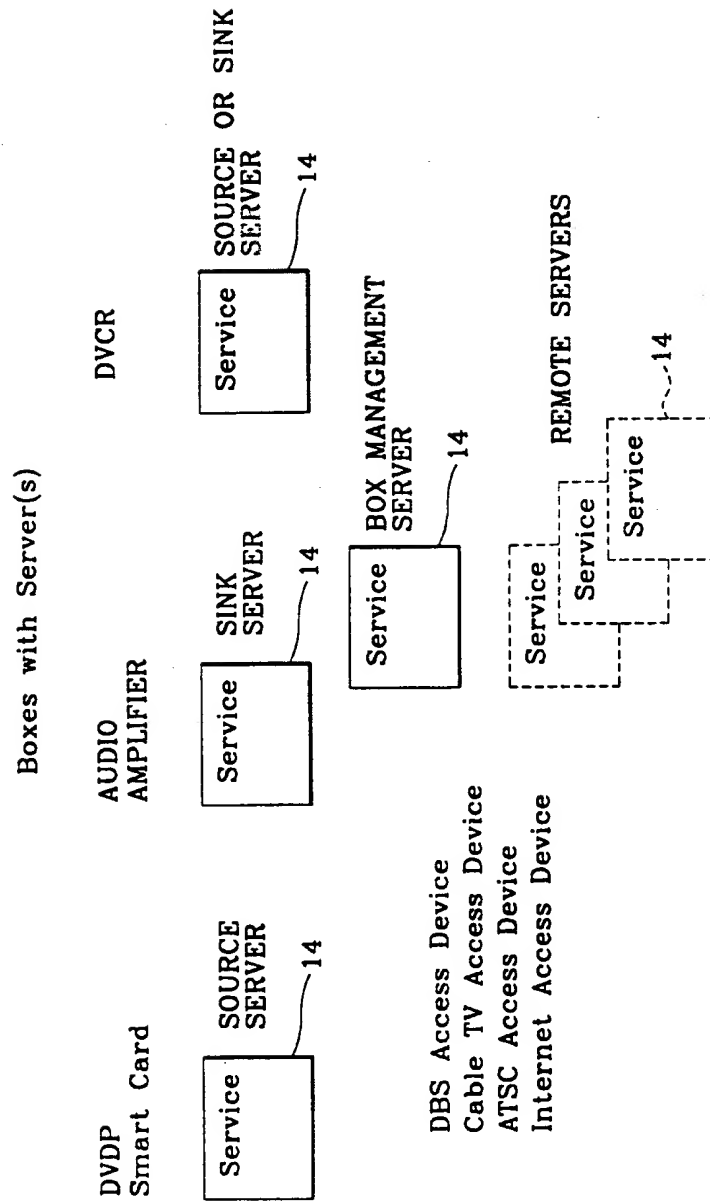 Boxes with Server(s)
DVDP
Smart Card
Service
SOURCE
SERVER
14
AUDIO
AMPLIFIER
Service
SINK
SERVER
14
DVCR
Service
SOURCE OR SINK
SERVER
14
DBS Access Device
Cable TV Access Device
ATSC Access Device
Internet Access Device
Service
BOX MANAGEMENT
SERVER
14
Service
Service
Service
REMOTE SERVERS
14